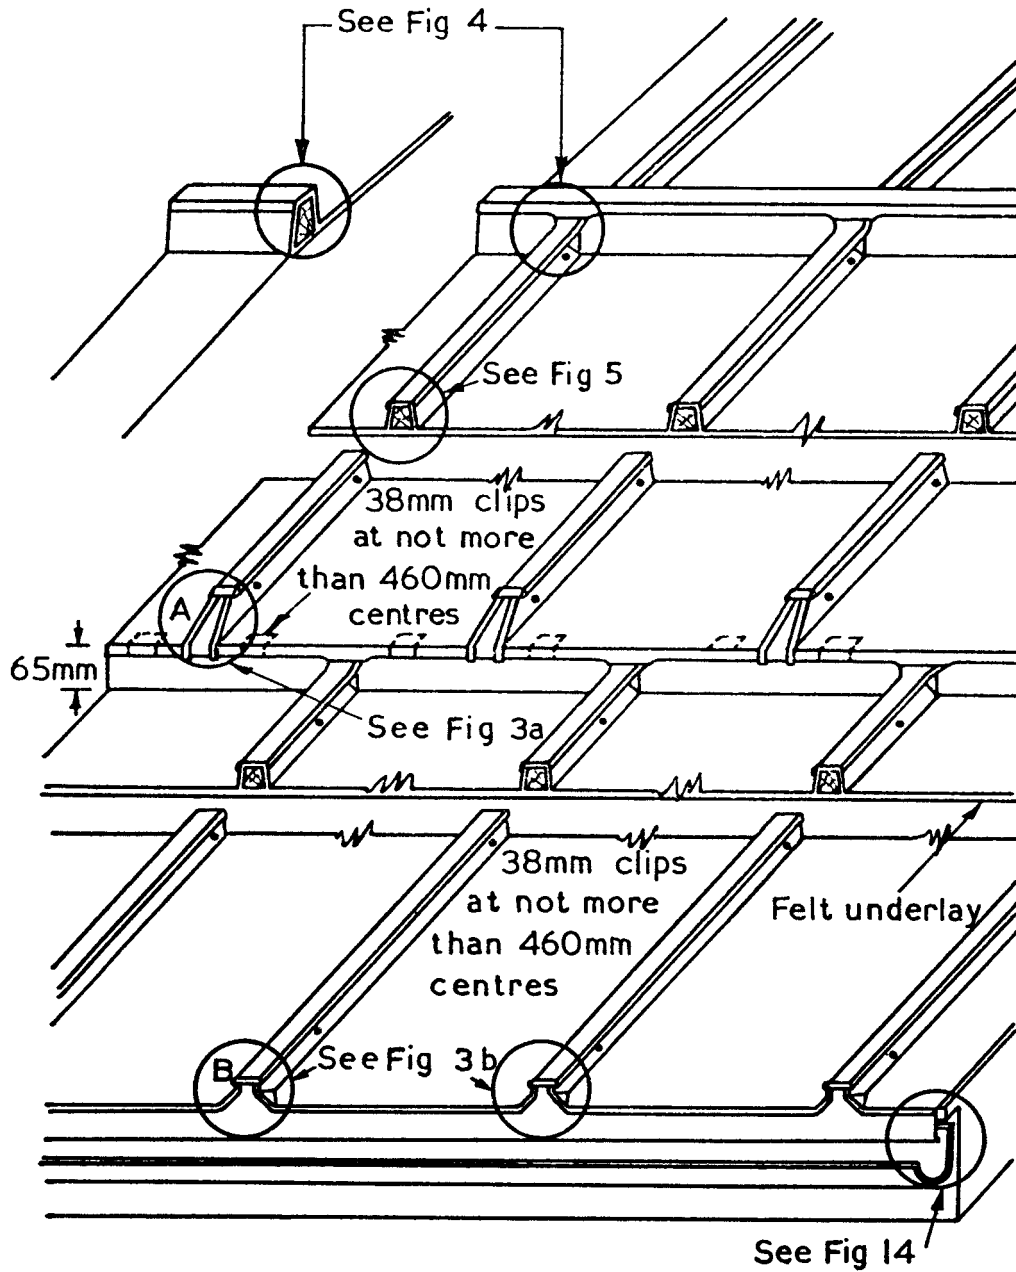 See Fig 4
See Fig 5
38mm clips
at not more
than 460mm
centres
A
65mm
See Fig 3a
38mm clips
at not more
than 460mm
centres
Felt underlay
B
See Fig 3b
See Fig 14